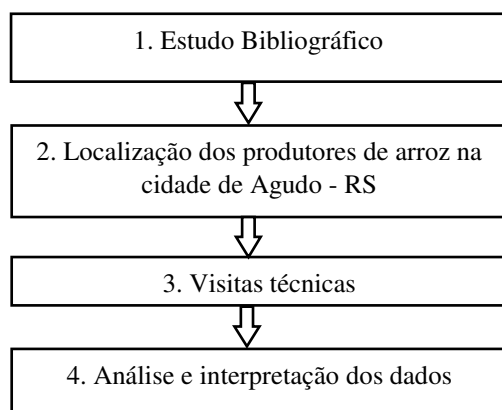 1. Estudo Bibliográfico
2. Localização dos produtores de arroz na
cidade de Agudo - RS
3. Visitas técnicas
4. Análise e interpretação dos dados